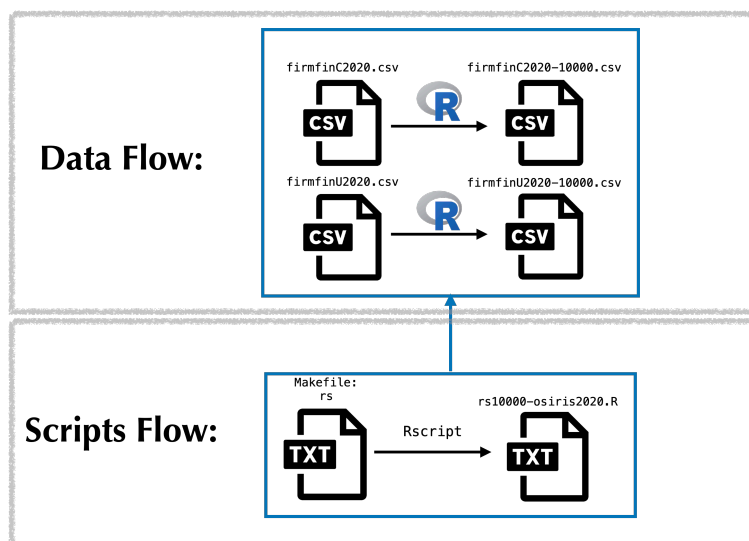 Data Flow:
firmfinC2020.csv
firmfinC2020-10000.csv
CSV
R
CSV
firmfinU2020.csv
firmfinU2020-10000.csv
CSV
R
CSV
Scripts Flow:
Makefile:
rs
rs10000-osiris2020.R
TXT
Rscript
TXT